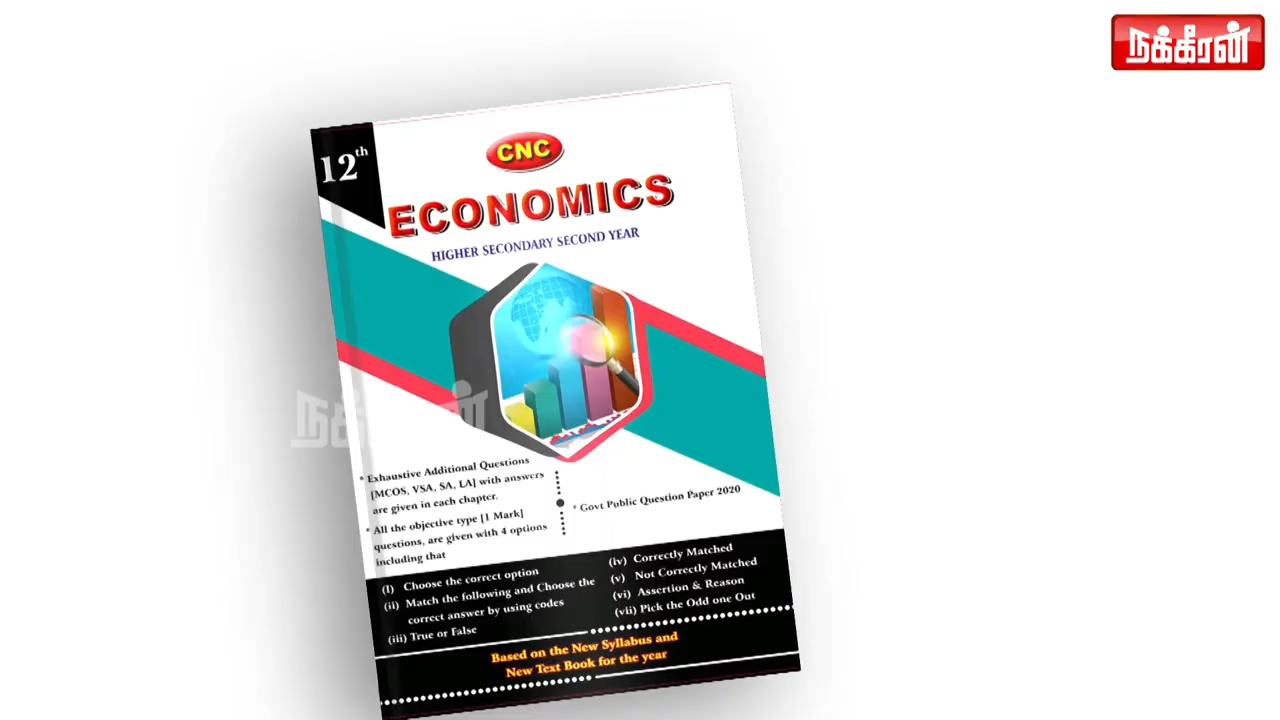 நக்கீரன்
12th
CNC
ECONOMICS
HIGHER SECONDARY SECOND YEAR
* Exhaustive Additional Questions
[MCOS, VSA, SA, LA] with answers
are given in each chapter.
* All the objective type [1 Mark]
questions, are given with 4 options
including that
* Govt Public Question Paper 2020
(I) Choose the correct option
(ii) Match the following and Choose the
correct answer by using codes
(iii) True or False
(iv) Correctly Matched
(v) Not Correctly Matched
(vi) Assertion & Reason
(vii) Pick the Odd one Out
Based on the New Syllabus and
New Text Book for the year